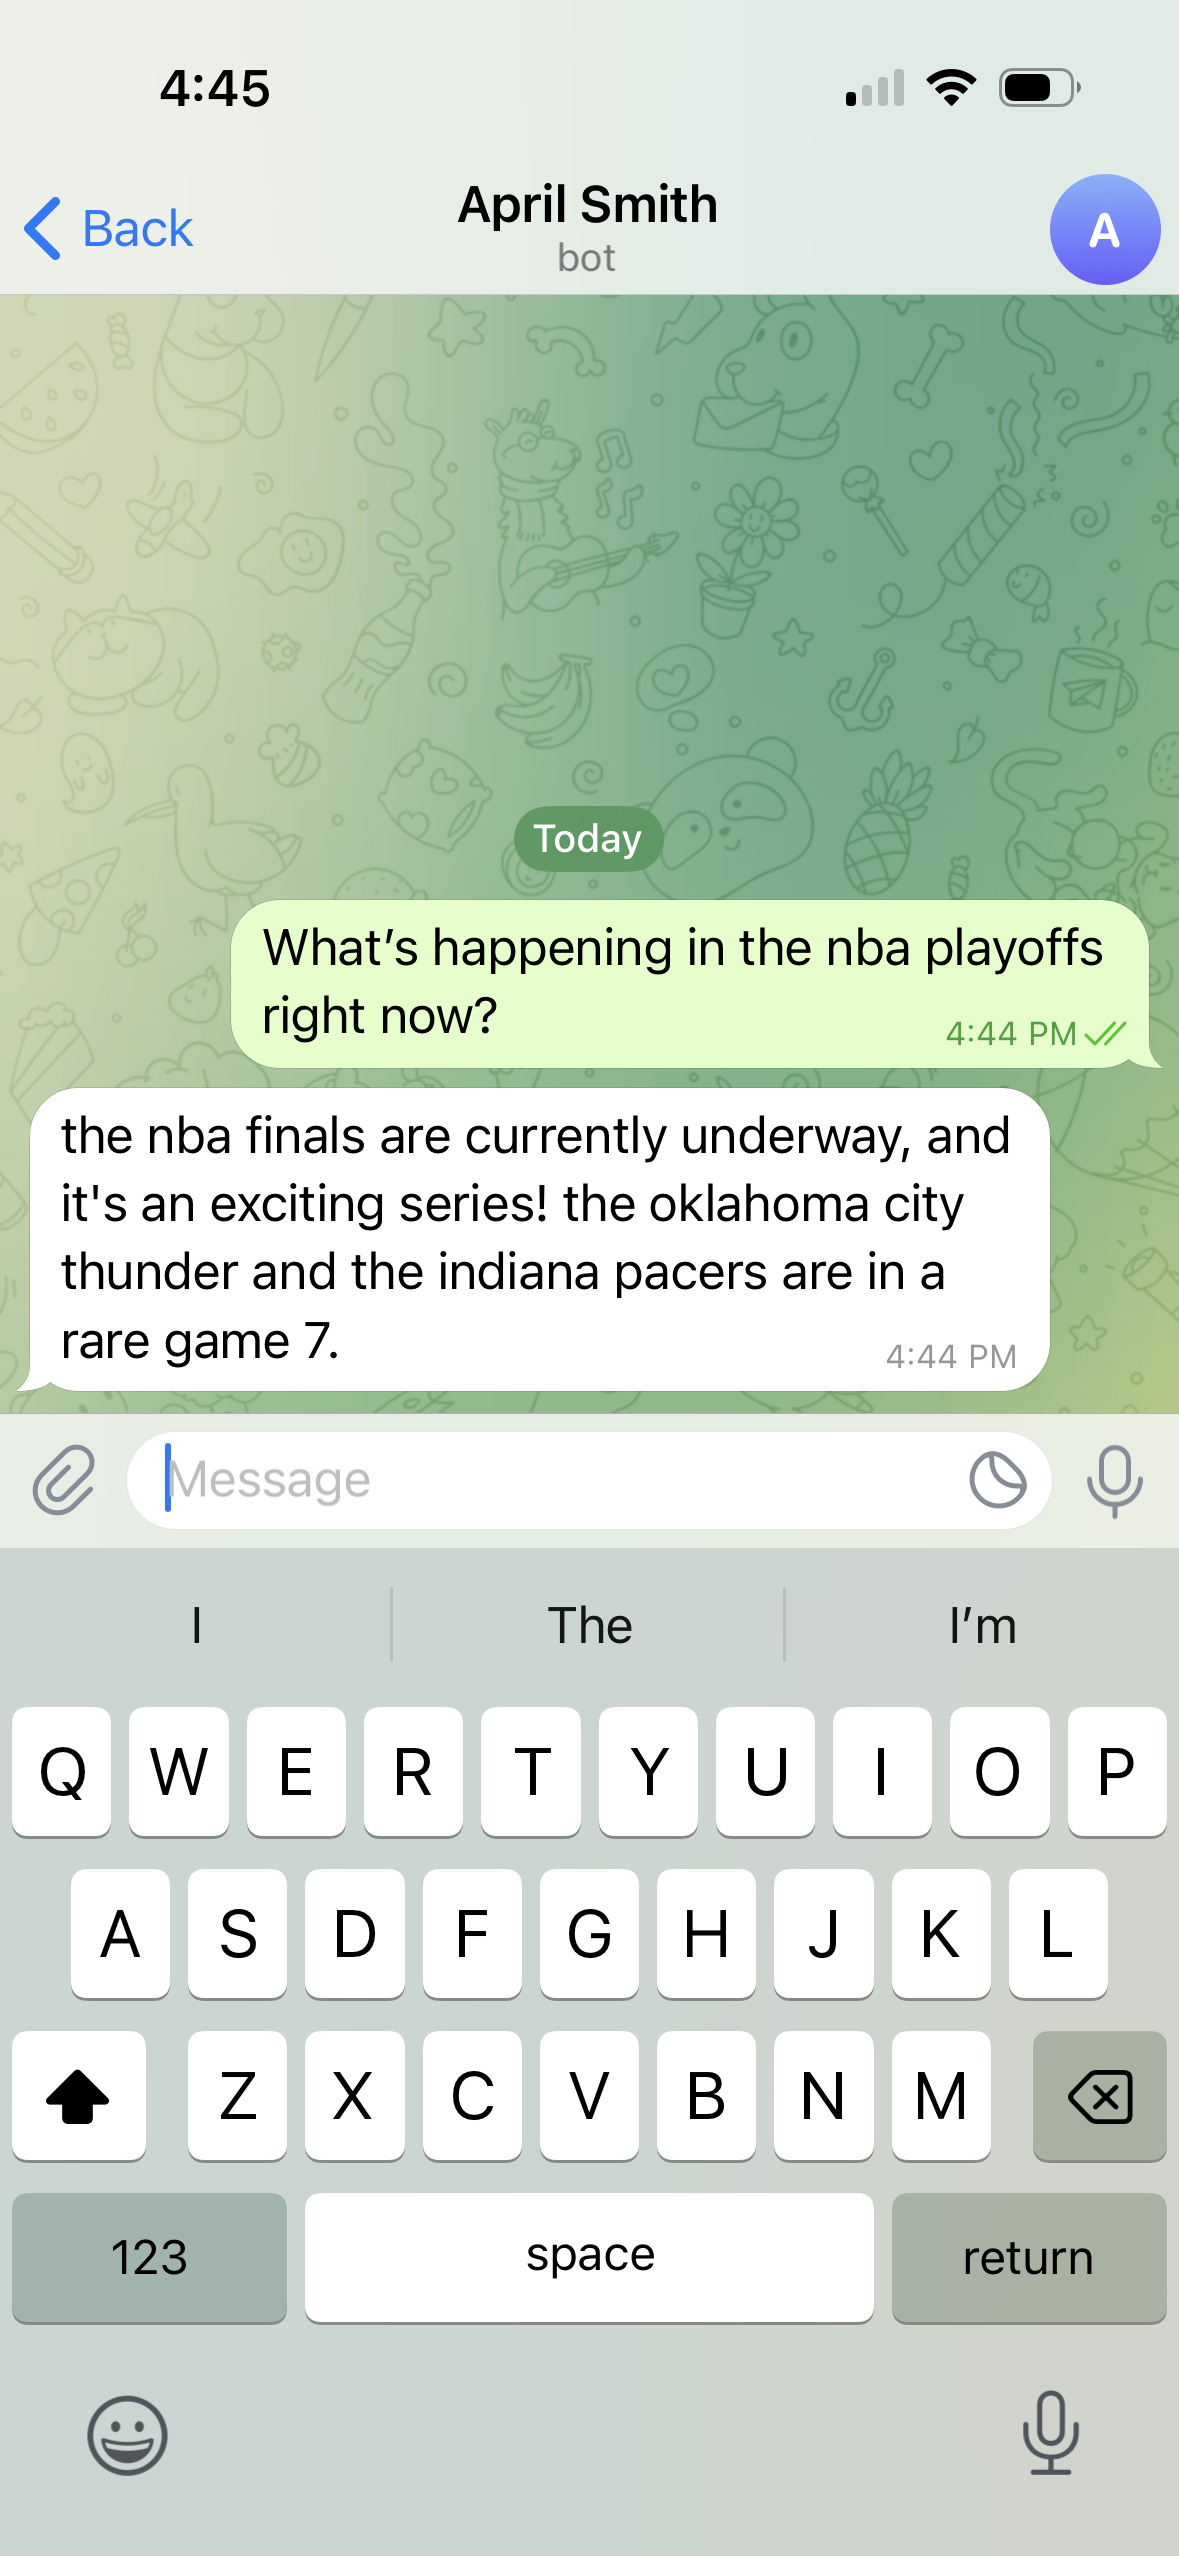 4:45
Back
April Smith
bot
A
Today
What’s happening in the nba playoffs
right now?
4:44 PM
the nba finals are currently underway, and
it's an exciting series! the oklahoma city
thunder and the indiana pacers are in a
rare game 7.
4:44 PM
Message
I The I’m
Q W E R T Y U I O P
A S D F G H J K L
Z X C V B N M
123 space return